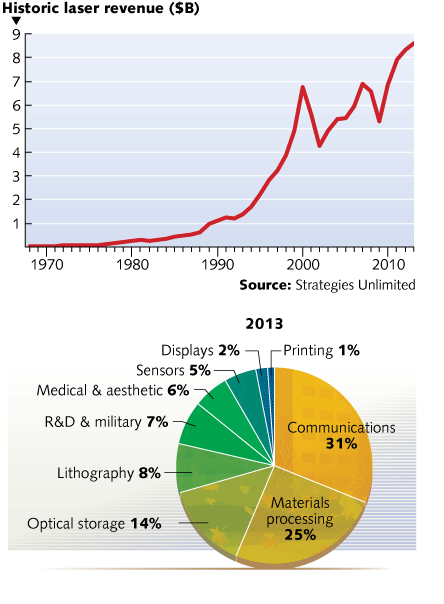 Historic laser revenue ($B)
9
8
7
6
5
4
3
2
1
1970 1980 1990 2000 2010
Source: Strategies Unlimited
2013
Displays 2%
Printing 1%
Sensors 5%
Medical & aesthetic 6%
R&D & military 7%
Communications
31%
Lithography 8%
Materials
processing
25%
Optical storage 14%